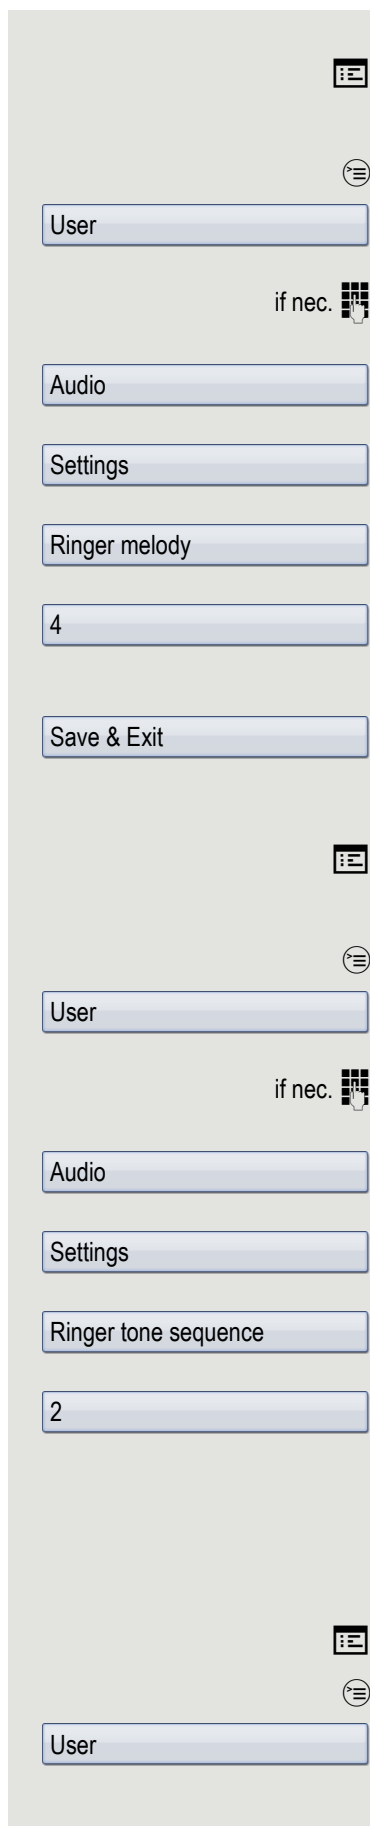 User
if nec.
Audio
Settings
Ringer melody
4
Save & Exit
User
if nec.
Audio
Settings
Ringer tone sequence
2
User